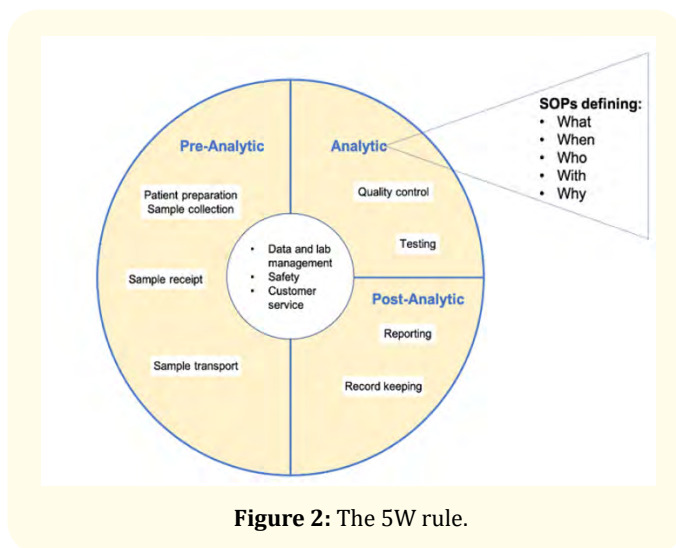 Pre-Analytic
Patient preparation
Sample collection
Sample receipt
Sample transport
• Data and lab
management
• Safety
• Customer
service
Analytic
Quality control
Testing
Post-Analytic
Reporting
Record keeping
SOPs defining:
• What
• When
• Who
• With
• Why
Figure 2: The 5W rule.